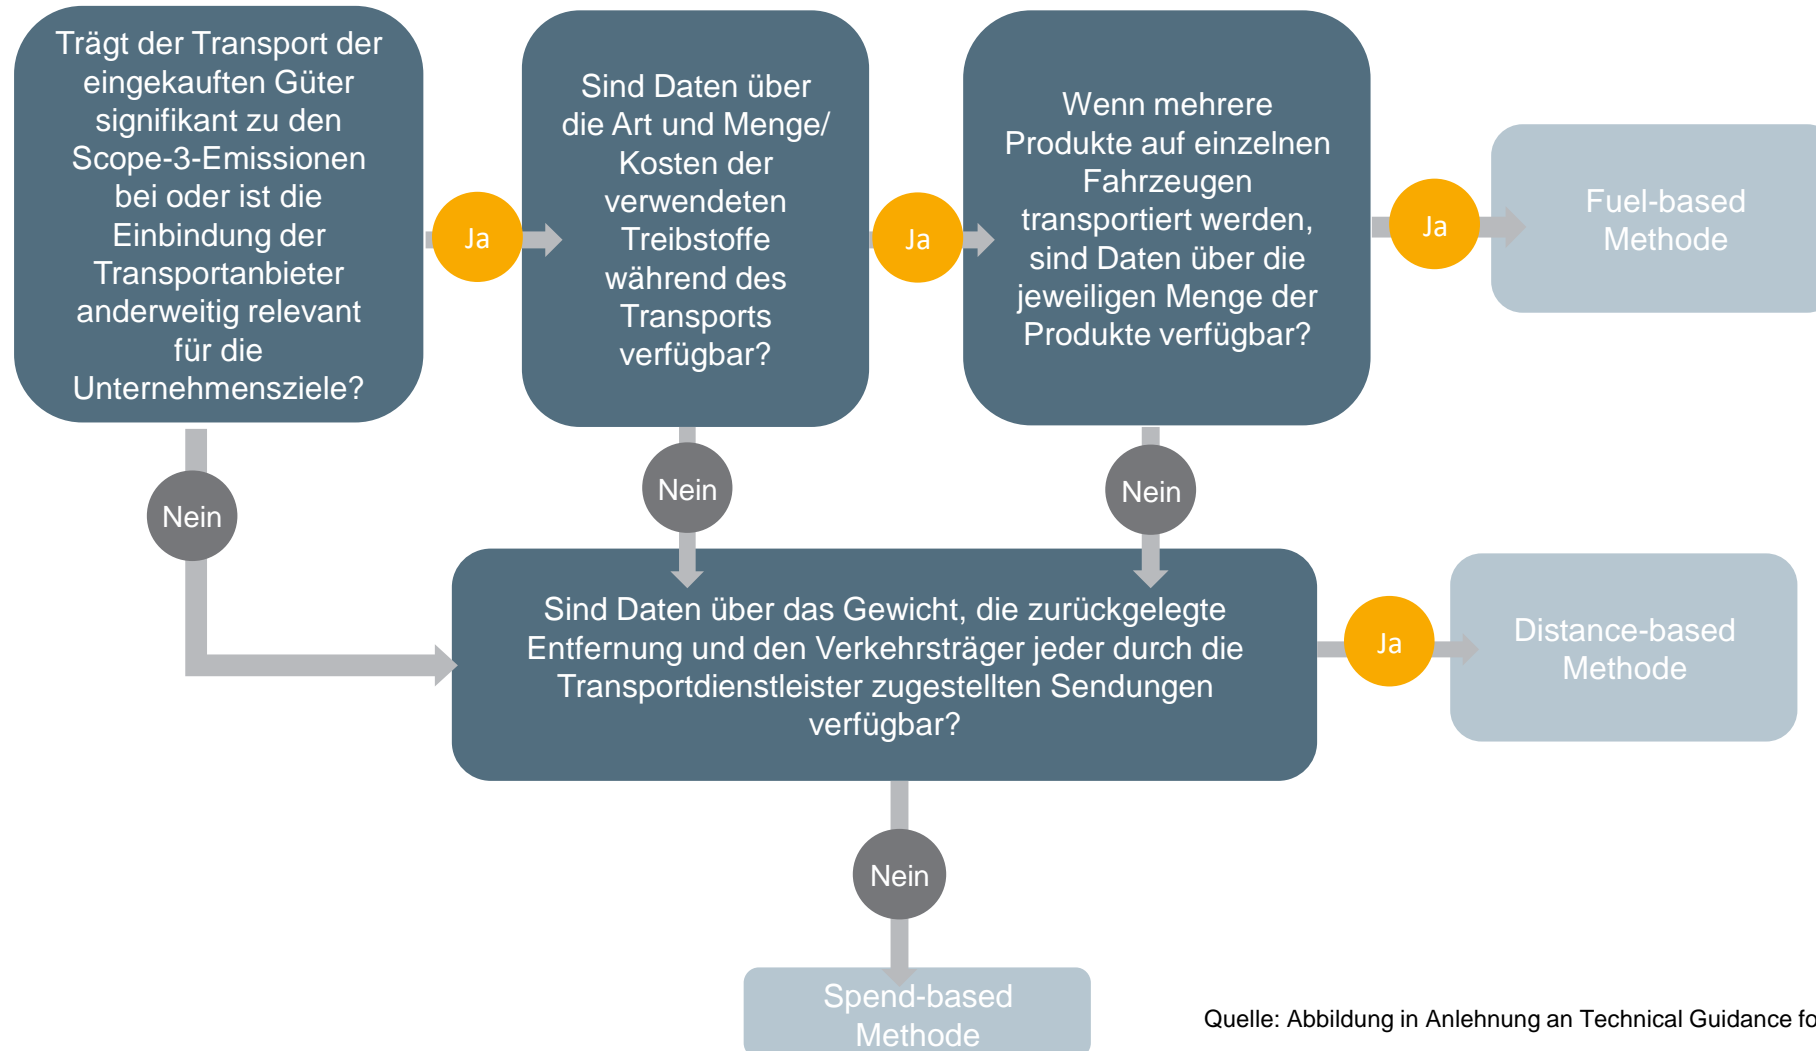 Trägt der Transport der
eingekauften Güter
signifikant zu den
Scope-3-Emissionen
bei oder ist die
Einbindung der
Transportanbieter
anderweitig relevant
für die
Unternehmensziele?
Ja
Sind Daten über
die Art und Menge/
Kosten der
verwendeten
Treibstoffe
während des
Transports
verfügbar?
Ja
Wenn mehrere
Produkte auf einzelnen
Fahrzeugen
transportiert werden,
sind Daten über die
jeweiligen Menge der
Produkte verfügbar?
Ja
Fuel-based
Methode
Nein
Nein
Nein
Sind Daten über das Gewicht, die zurückgelegte
Entfernung und den Verkehrsträger jeder durch die
Transportdienstleister zugestellten Sendungen
verfügbar?
Ja
Distance-based
Methode
Nein
Spend-based
Methode
Quelle: Abbildung in Anlehnung an Technical Guidance fo